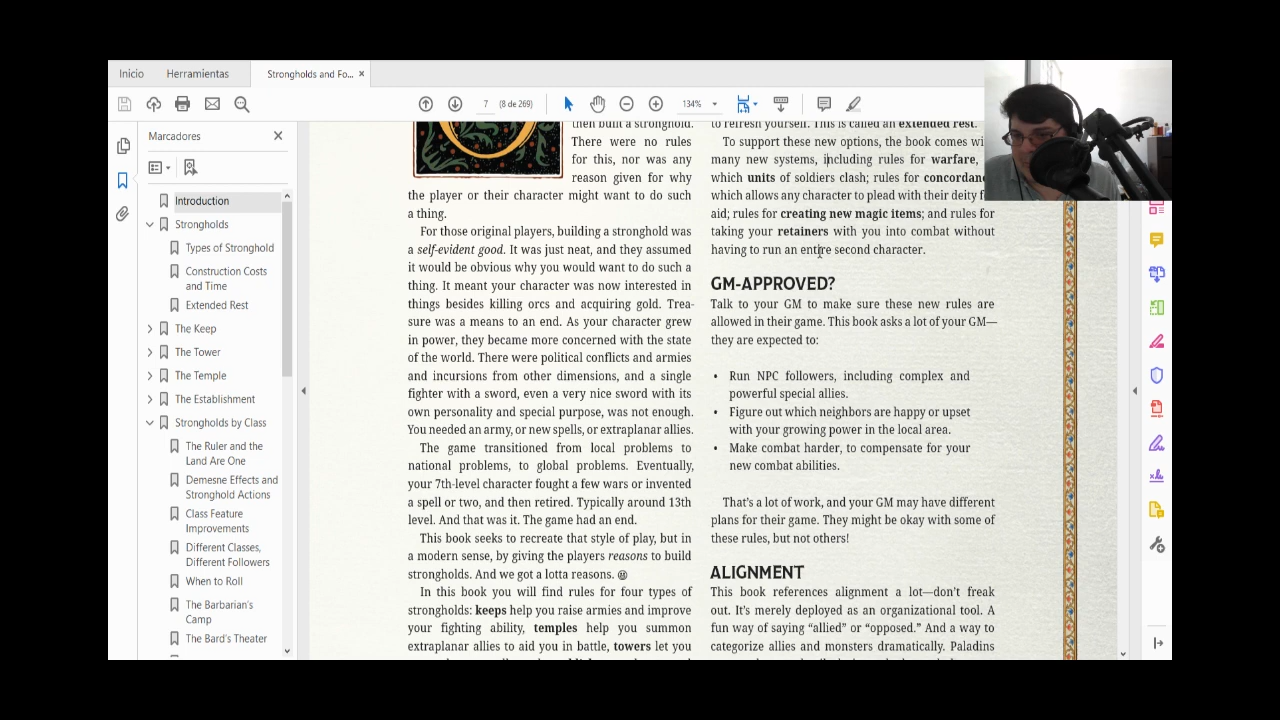 Inicio
Herramientas
Strongholds and Fo...
7
(8 de 269)
134%
Marcadores
Introduction
Strongholds
Types of Stronghold
Construction Costs
and Time
Extended Rest
The Keep
The Tower
The Temple
The Establishment
Strongholds by Class
The Ruler and the
Land Are One
Demesne Effects and
Stronghold Actions
Class Feature
Improvements
Different Classes,
Different Followers
When to Roll
The Barbarian's
Camp
The Bard's Theater
then built a stronghold.
There were no rules
for this, nor was any
reason given for why
the player or their character might want to do such
a thing.
For those original players, building a stronghold was
a self-evident good. It was just neat, and they assumed
it would be obvious why you would want to do such a
thing. It meant your character was now interested in
things besides killing orcs and acquiring gold. Trea-
sure was a means to an end. As your character grew
in power, they became more concerned with the state
of the world. There were political conflicts and armies
and incursions from other dimensions, and a single
fighter with a sword, even a very nice sword with its
own personality and special purpose, was not enough.
You needed an army, or new spells, or extraplanar allies.
The game transitioned from local problems to
national problems, to global problems. Eventually,
your 7th-level character fought a few wars or invented
a spell or two, and then retired. Typically around 13th
level. And that was it. The game had an end.
This book seeks to recreate that style of play, but in
a modern sense, by giving the players reasons to build
strongholds. And we got a lotta reasons.
In this book you will find rules for four types of
strongholds: keeps help you raise armies and improve
your fighting ability, temples help you summon
extraplanar allies to aid you in battle, towers let you
to refresh yourself. This is called an extended rest.
To support these new options, the book comes
many new systems, including rules for warfare,
which units of soldiers clash; rules for
which allows any character to plead with their deity
aid; rules for creating new magic items; and rules for
taking your retainers with you into combat without
having to run an entire second character.
GM-APPROVED?
Talk to your GM to make sure these new rules are
allowed in their game. This book asks a lot of your GM—
they are expected to:
• Run NPC followers, including complex and
powerful special allies.
• Figure out which neighbors are happy or upset
with your growing power in the local area.
• Make combat harder, to compensate for your
new combat abilities.
That's a lot of work, and your GM may have different
plans for their game. They might be okay with some of
these rules, but not others!
ALIGNMENT
This book references alignment a lot—don't freak
out. It's merely deployed as an organizational tool. A
fun way of saying “allied” or “opposed.” And a way to
categorize allies and monsters dramatically. Paladins